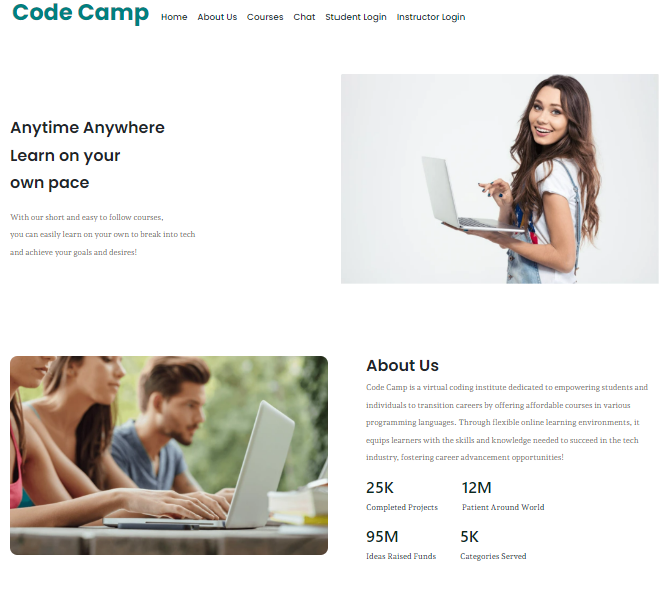 Code Camp Home About Us Courses Chat Student Login Instructor Login
Anytime Anywhere
Learn on your
own pace
With our short and easy to follow courses,
you can easily learn on your own to break into tech
and achieve your goals and desires!
About Us
Code Camp is a virtual coding institute dedicated to empowering students and
individuals to transition careers by offering affordable courses in various
programming languages. Through flexible online learning environments, it
equips learners with the skills and knowledge needed to succeed in the tech
industry, fostering career advancement opportunities!
25K 12M
Completed Projects Patient Around World
95M 5K
Ideas Raised Funds Categories Served